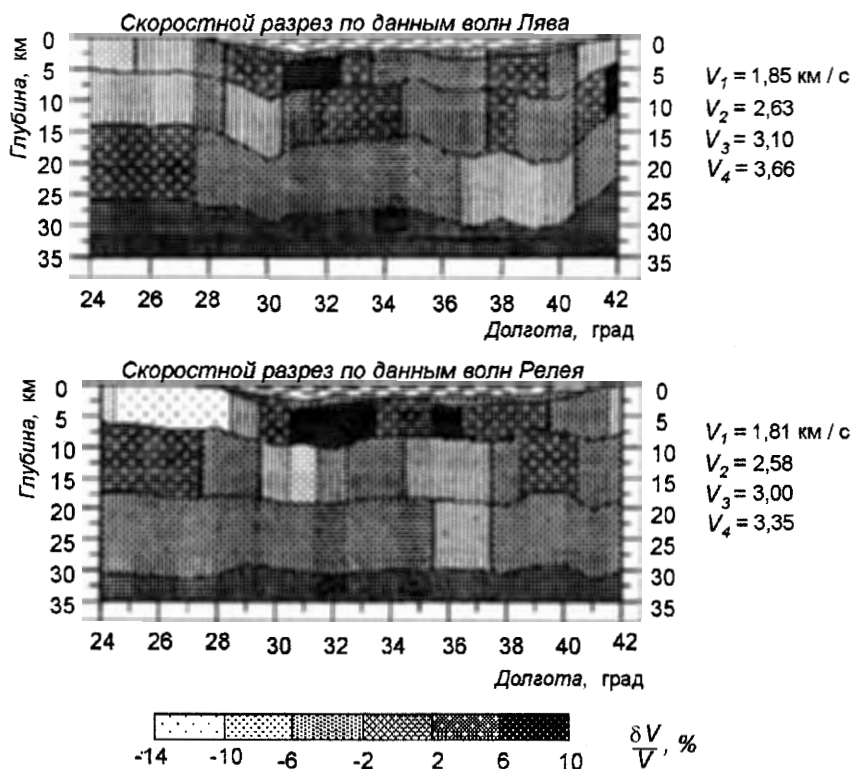 Скоростной разрез по данным волн Лява
Глубина, км
0
5
10
15
20
25
30
35
0
5
10
15
20
25
30
35
V1 = 1,85 км / с
V2 = 2,63
V3 = 3,10
V4 = 3,66
24 26 28 30 32 34 36 38 40 42
Долгота, град
Скоростной разрез по данным волн Релея
Глубина, км
0
5
10
15
20
25
30
35
0
5
10
15
20
25
30
35
V1 = 1,81 км / с
V2 = 2,58
V3 = 3,00
V4 = 3,35
24 26 28 30 32 34 36 38 40 42
Долгота, град
-14 -10 -6 -2 2 6 10
δV/V, %